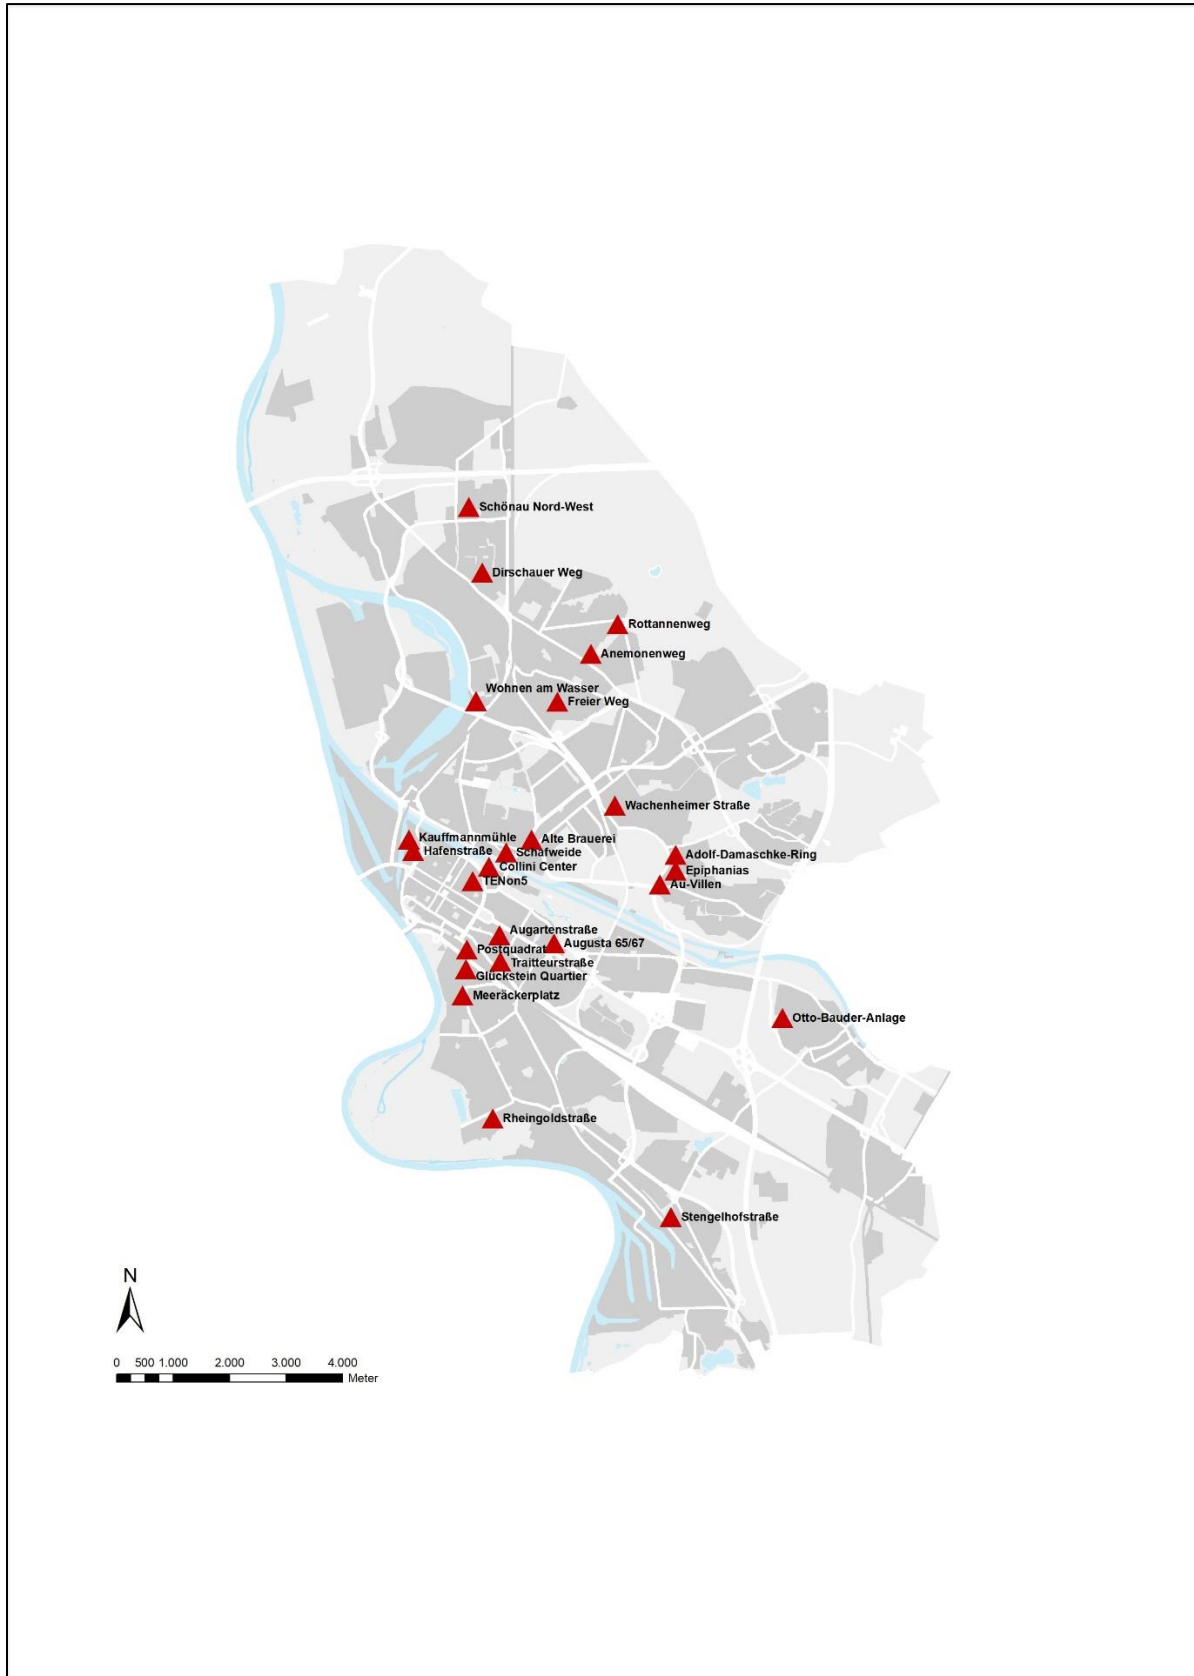 Schönau Nord-West
Dirschauer Weg
Rottannenweg
Anemonenweg
Wohnen am Wasser
Freier Weg
Wachenheimer Straße
Kauffmannmühle
Alte Brauerei
Hafenstraße
Schafweide
Adolf-Damaschke-Ring
Collini Center
Epiphanias
TENon5
Au-Villen
Augartenstraße
Augusta 65/67
Postquadrat
Traitteurstraße
Glückstein Quartier
Meeräckerplatz
Otto-Bauder-Anlage
Rheingoldstraße
Stengelhofstraße
N
0 500 1.000 2.000 3.000 4.000
Meter